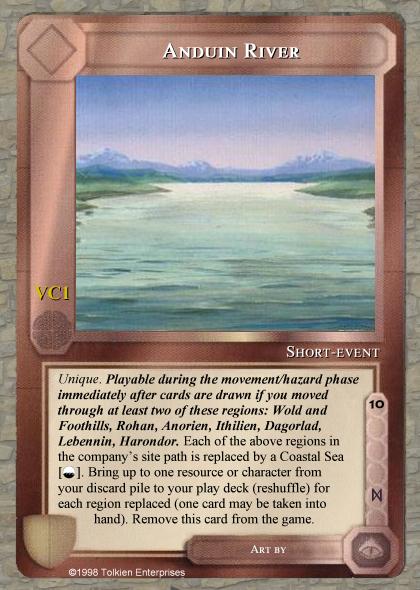 ANDUIN RIVER
VC1
SHORT-EVENT
Unique. Playable during the movement/hazard phase
immediately after cards are drawn if you moved
through at least two of these regions: Wold and
Foothills, Rohan, Anorien, Ithilien, Dagorlad,
Lebennin, Harondor. Each of the above regions in
the company's site path is replaced by a Coastal Sea
[]. Bring up to one resource or character from
your discard pile to your play deck (reshuffle) for
each region replaced (one card may be taken into
hand). Remove this card from the game.
10
ART BY
©1998 Tolkien Enterprises